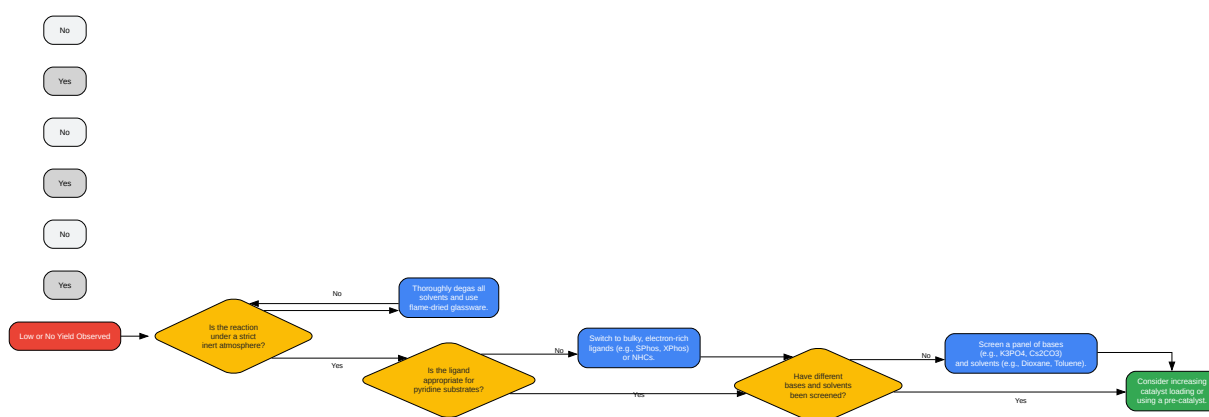 No
Yes
No
Yes
No
Yes
Low or No Yield Observed
Is the reaction
under a strict
inert atmosphere?
No
Yes
Thoroughly degas all
solvents and use
flame-dried glassware.
Is the ligand
appropriate for
pyridine substrates?
No
Yes
Switch to bulky, electron-rich
ligands (e.g., SPhos, XPhos)
or NHCs.
Have different
bases and solvents
been screened?
No
Yes
Screen a panel of bases
(e.g., K3PO4, Cs2CO3)
and solvents (e.g., Dioxane, Toluene).
Consider increasing
catalyst loading or
using a pre-catalyst.